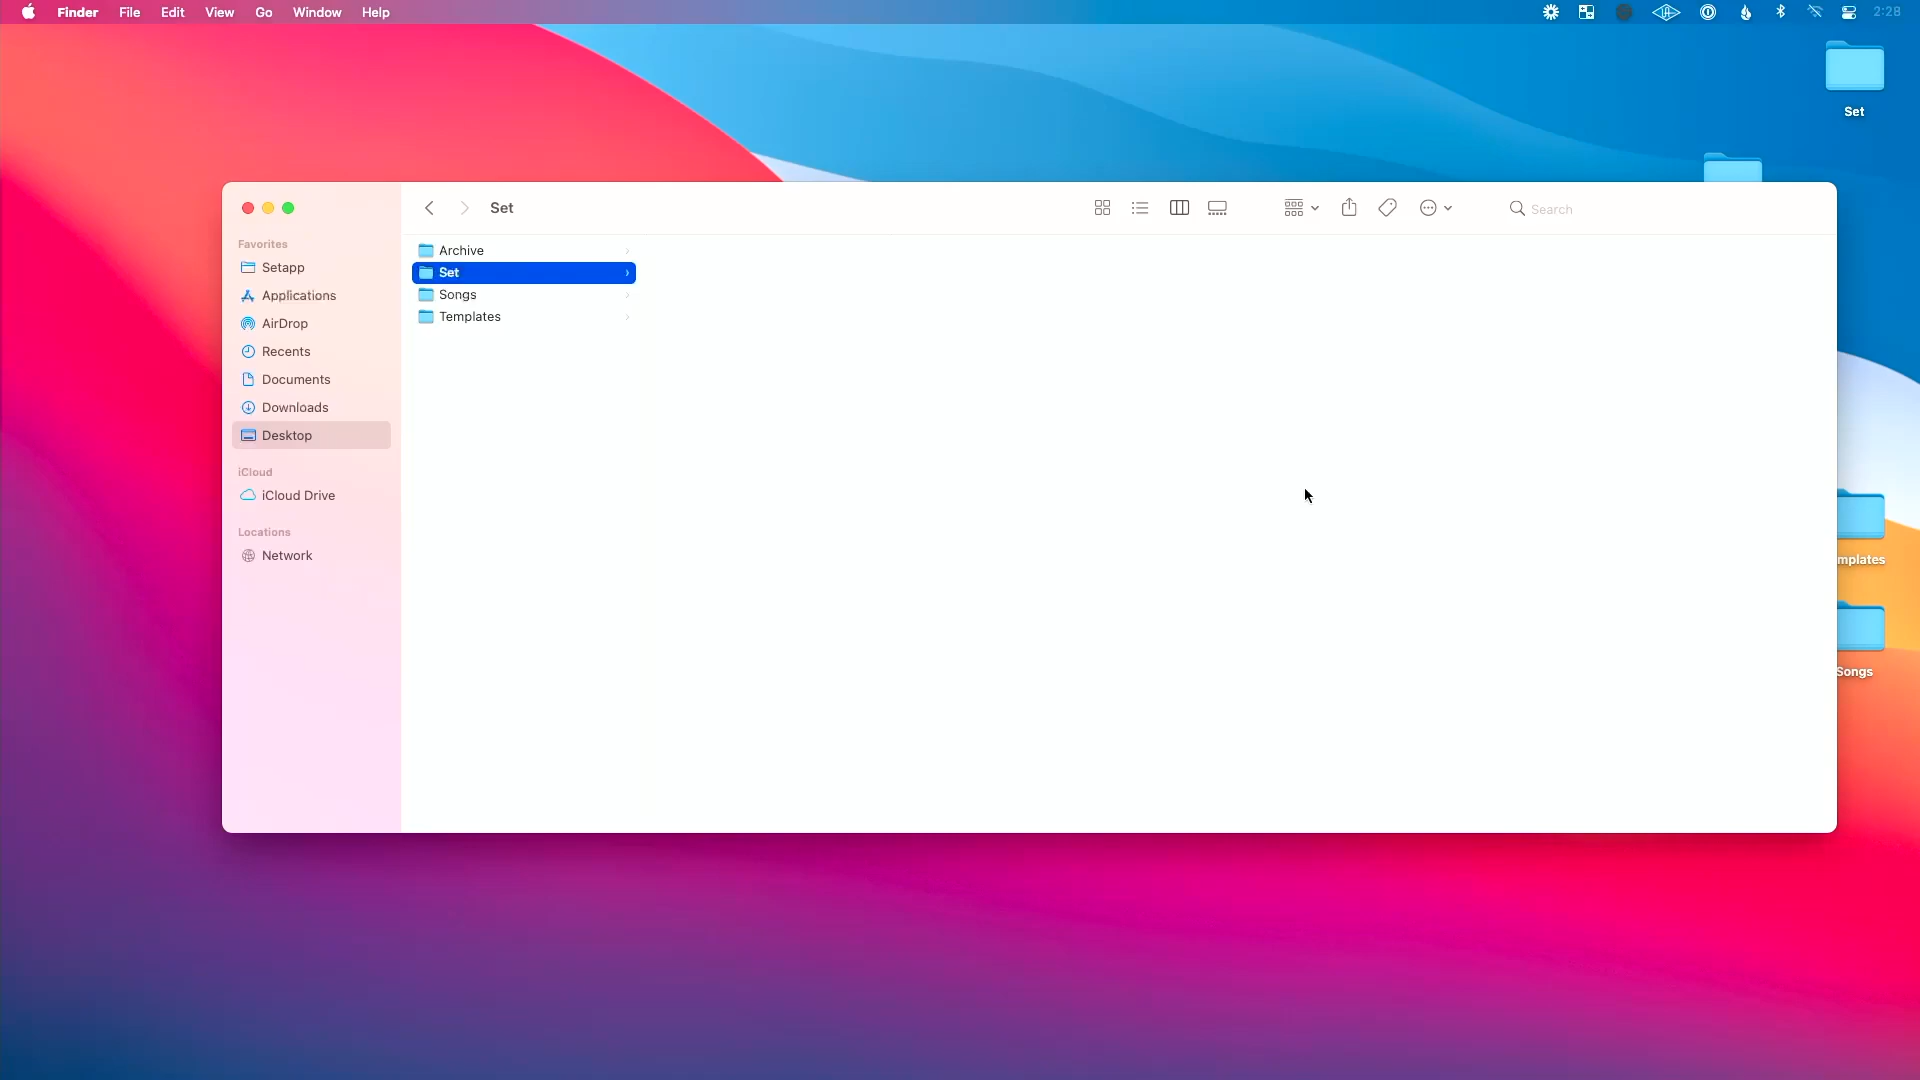 Finder File Edit View Go Window Help 2:28
Set
Set
Search
Favorites
Setapp
Applications
AirDrop
Recents
Documents
Downloads
Desktop
iCloud
iCloud Drive
Locations
Network
Archive
Set
Songs
Templates
mplates
Songs